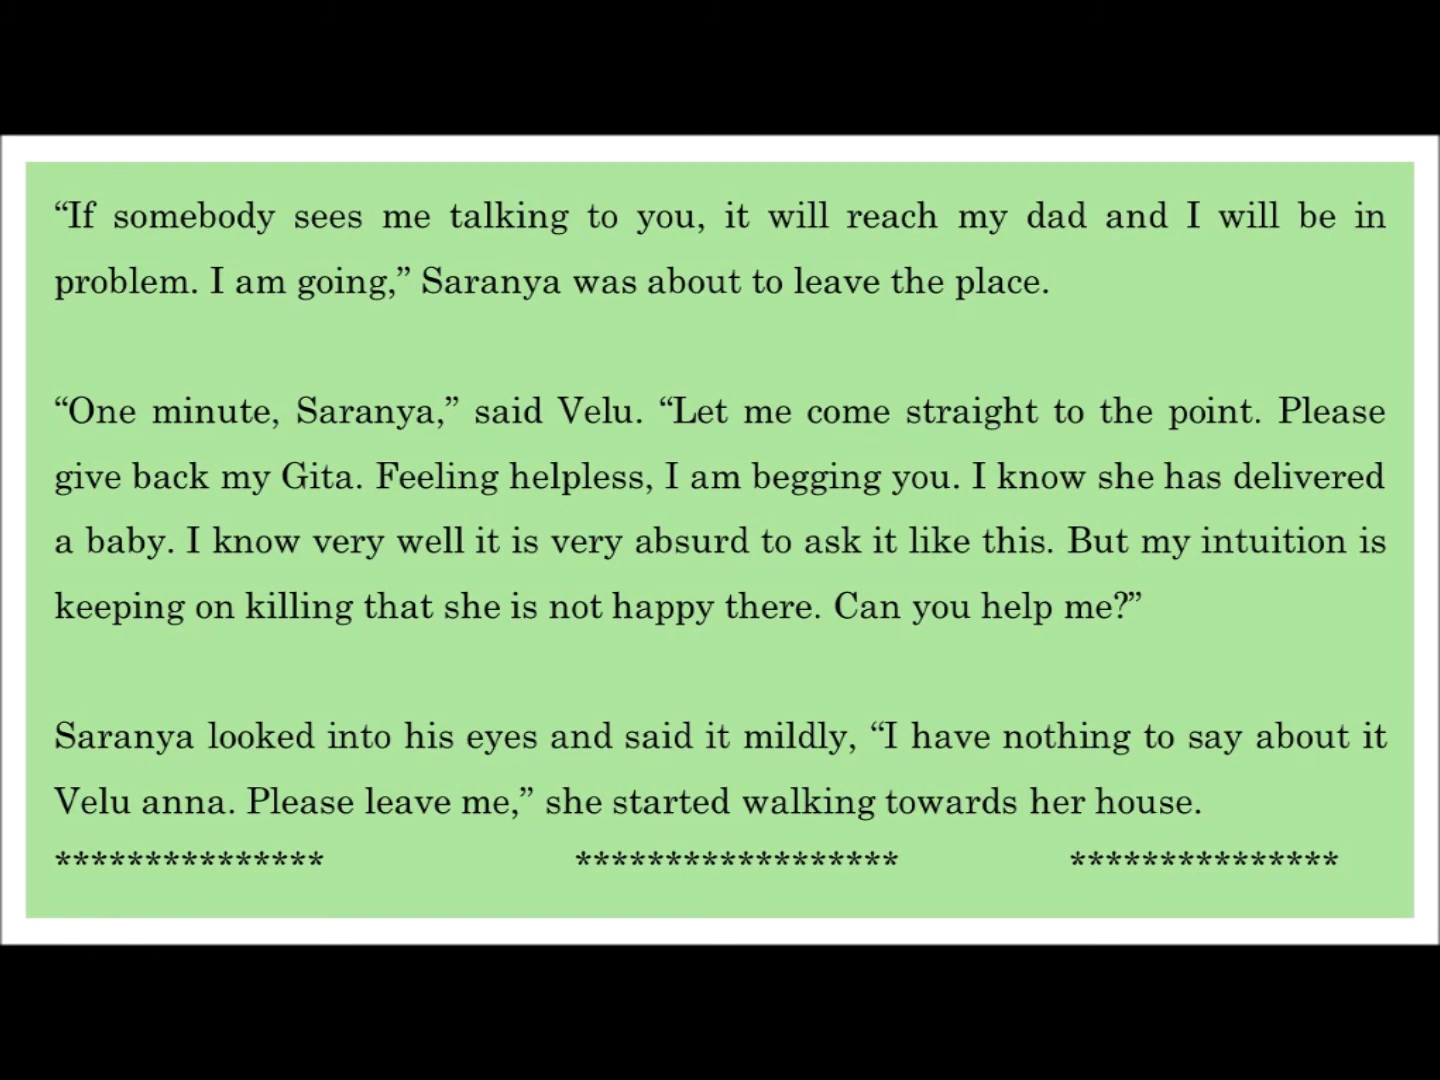 “If somebody sees me talking to you, it will reach my dad and I will be in
problem. I am going,” Saranya was about to leave the place.
“One minute, Saranya,” said Velu. “Let me come straight to the point. Please
give back my Gita. Feeling helpless, I am begging you. I know she has delivered
a baby. I know very well it is very absurd to ask it like this. But my intuition is
keeping on killing that she is not happy there. Can you help me?”
Saranya looked into his eyes and said it mildly, “I have nothing to say about it
Velu anna. Please leave me,” she started walking towards her house.
*************** ****************** ***************